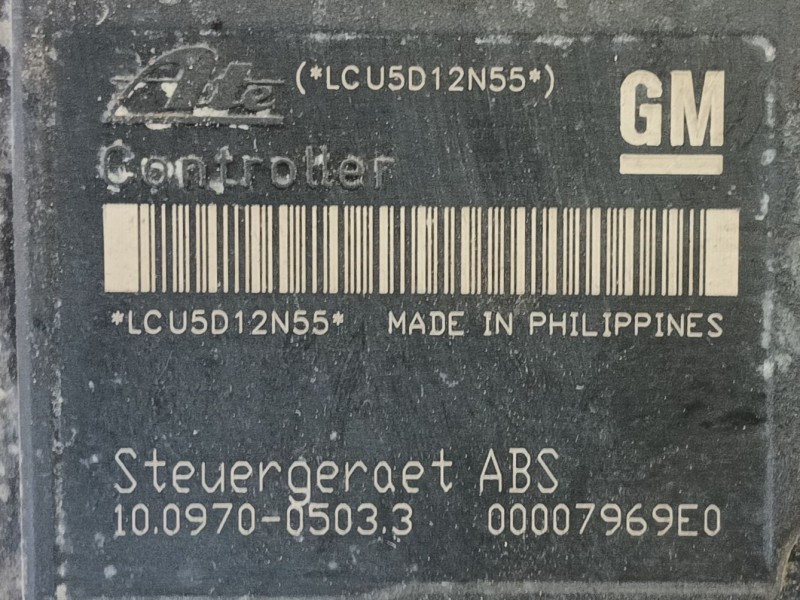 Ate (*LCU5D12N55*) GM
Controller
*LCU5D12N55* MADE IN PHILIPPINES
Steuergeraet ABS
10.0970-0503.3 00007969E0